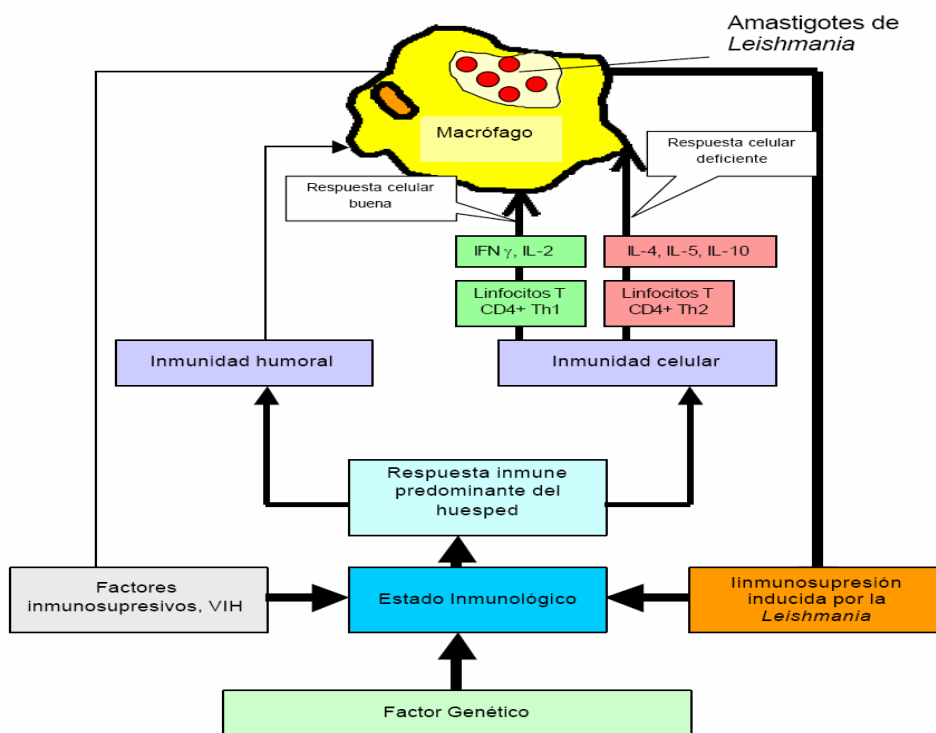 Amastigotes de
Leishmania
Macrófago
Respuesta celular
deficiente
Respuesta celular
buena
IFN γ, IL-2
IL-4, IL-5, IL-10
Linfocitos T
CD4+ Th1
Linfocitos T
CD4+ Th2
Inmunidad humoral
Inmunidad celular
Respuesta inmune
predominante del
huesped
Factores
inmunosupresivos, VIH
Estado Inmunológico
Iinmunosupresión
inducida por la
Leishmania
Factor Genético